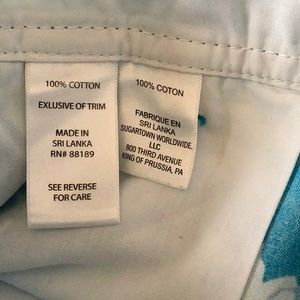 100% COTTON
EXLUSIVE OF TRIM
MADE IN
SRI LANKA
RN# 88189
SEE REVERSE
FOR CARE
100% COTON
FABRIQUE EN
SRI LANKA
SUGARTOWN WORLDWIDE,
LLC
800 THIRD AVENUE
KING OF PRUSSIA, PA